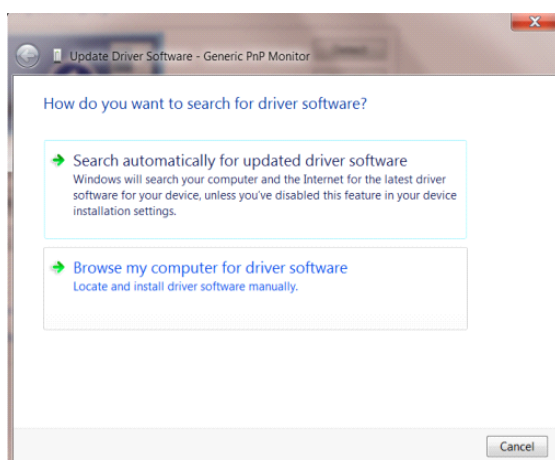 Update Driver Software - Generic PnP Monitor
How do you want to search for driver software?
Search automatically for updated driver software
Windows will search your computer and the Internet for the latest driver
software for your device, unless you've disabled this feature in your device
installation settings.
Browse my computer for driver software
Locate and install driver software manually.
Cancel